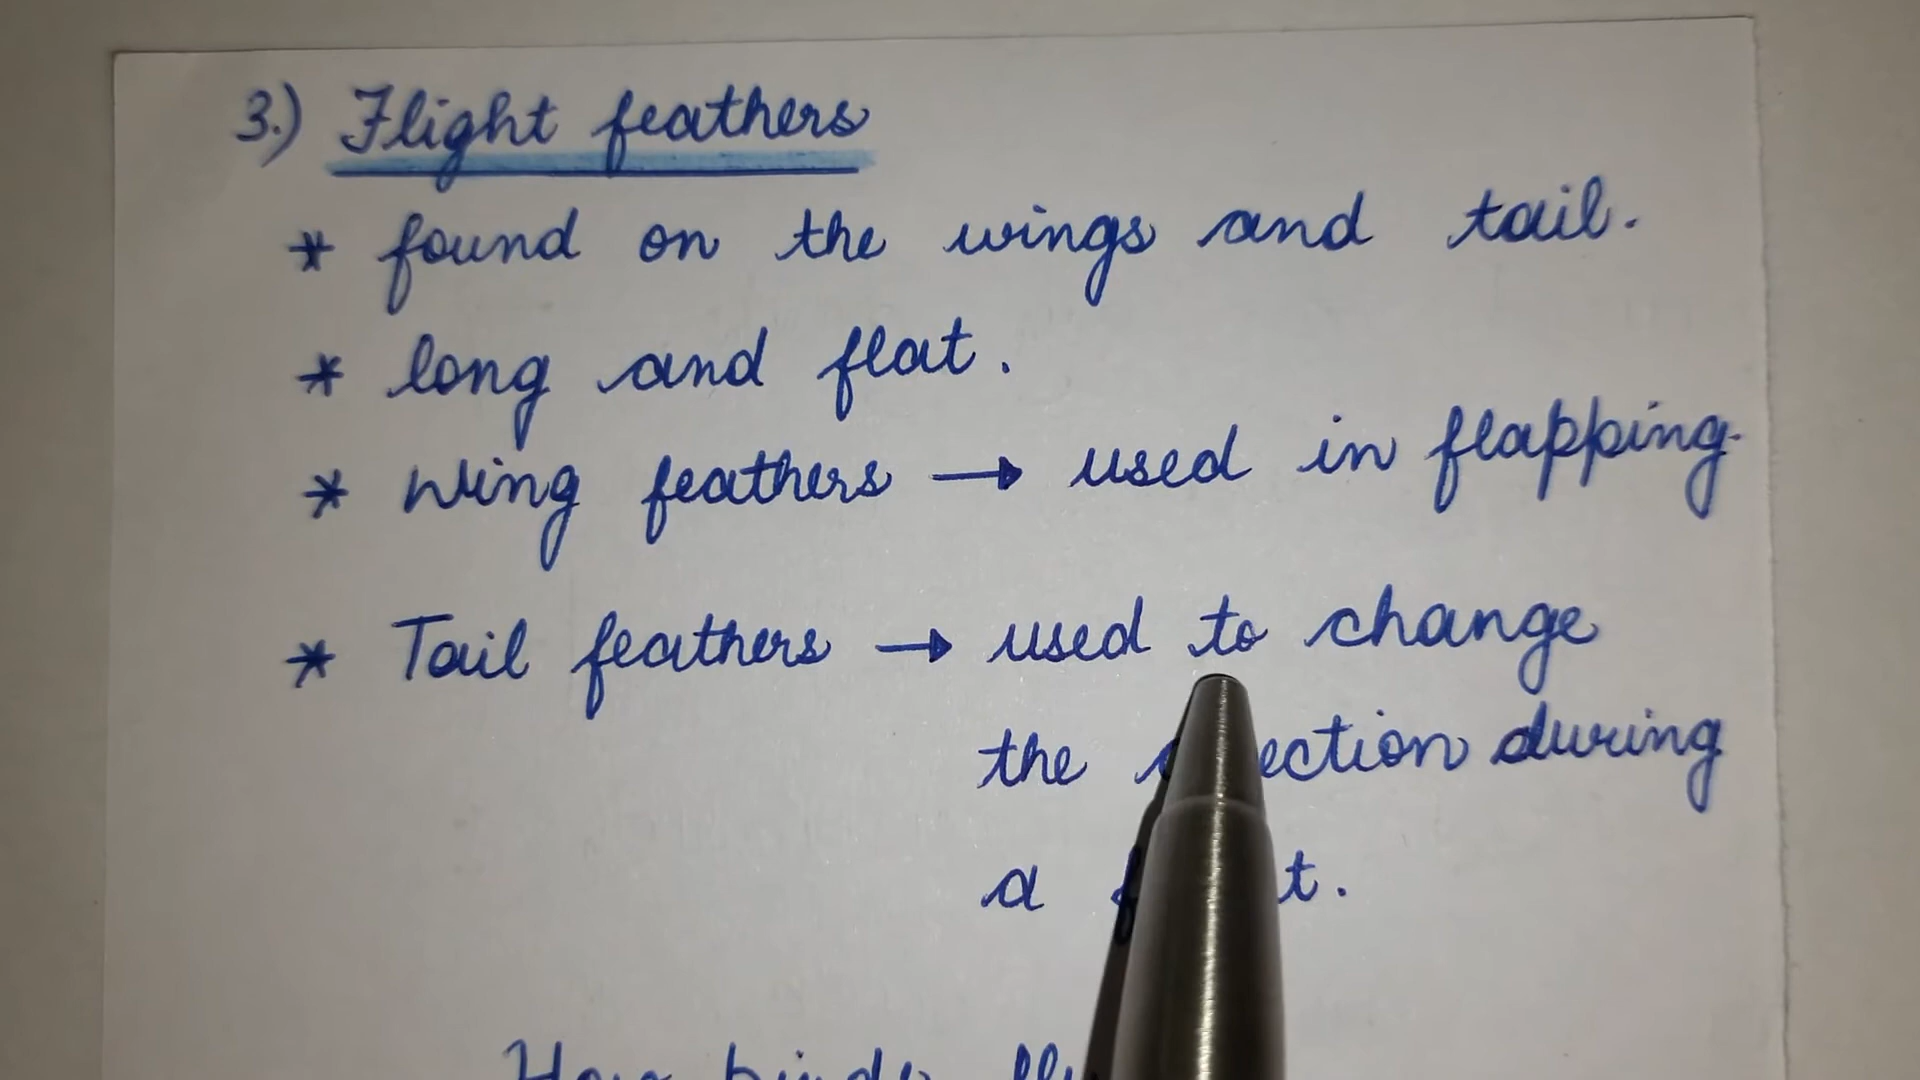 3.) Flight feathers
* found on the wings and tail.
* long and flat.
* Wing feathers → used in flapping.
* Tail feathers → used to change
the during
a